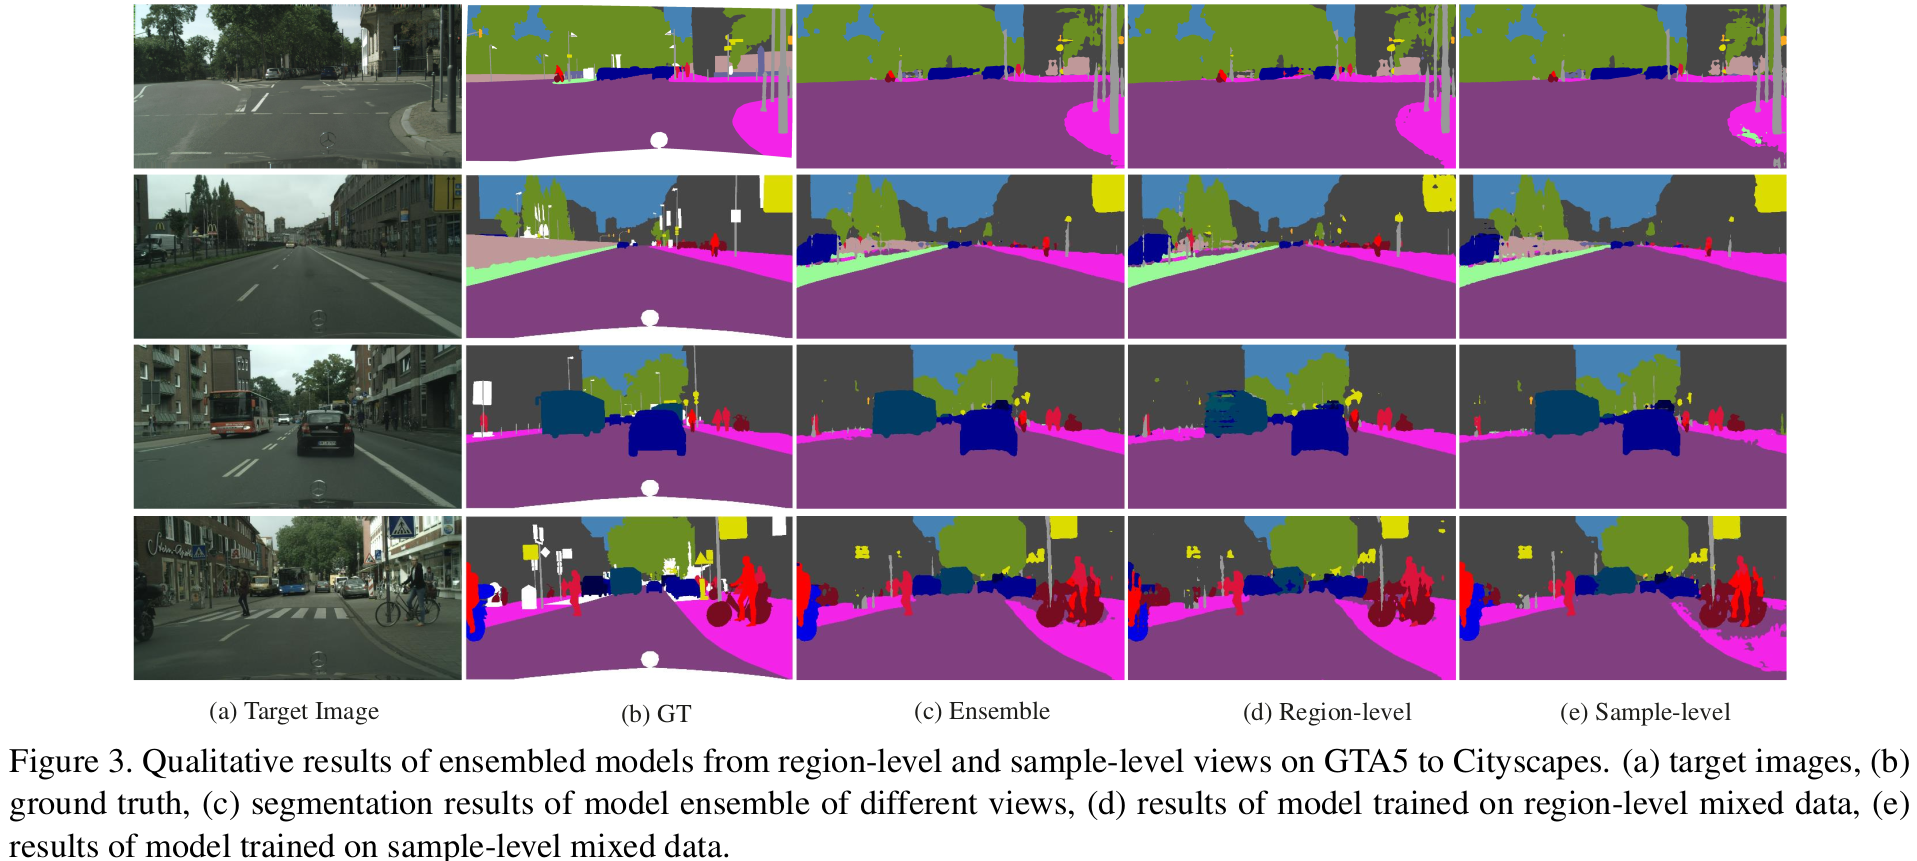 (a) Target Image
(b) GT
(c) Ensemble
(d) Region-level
(e) Sample-level
Figure 3. Qualitative results of ensembled models from region-level and sample-level views on GTA5 to Cityscapes. (a) target images, (b)
ground truth, (c) segmentation results of model ensemble of different views, (d) results of model trained on region-level mixed data, (e)
results of model trained on sample-level mixed data.